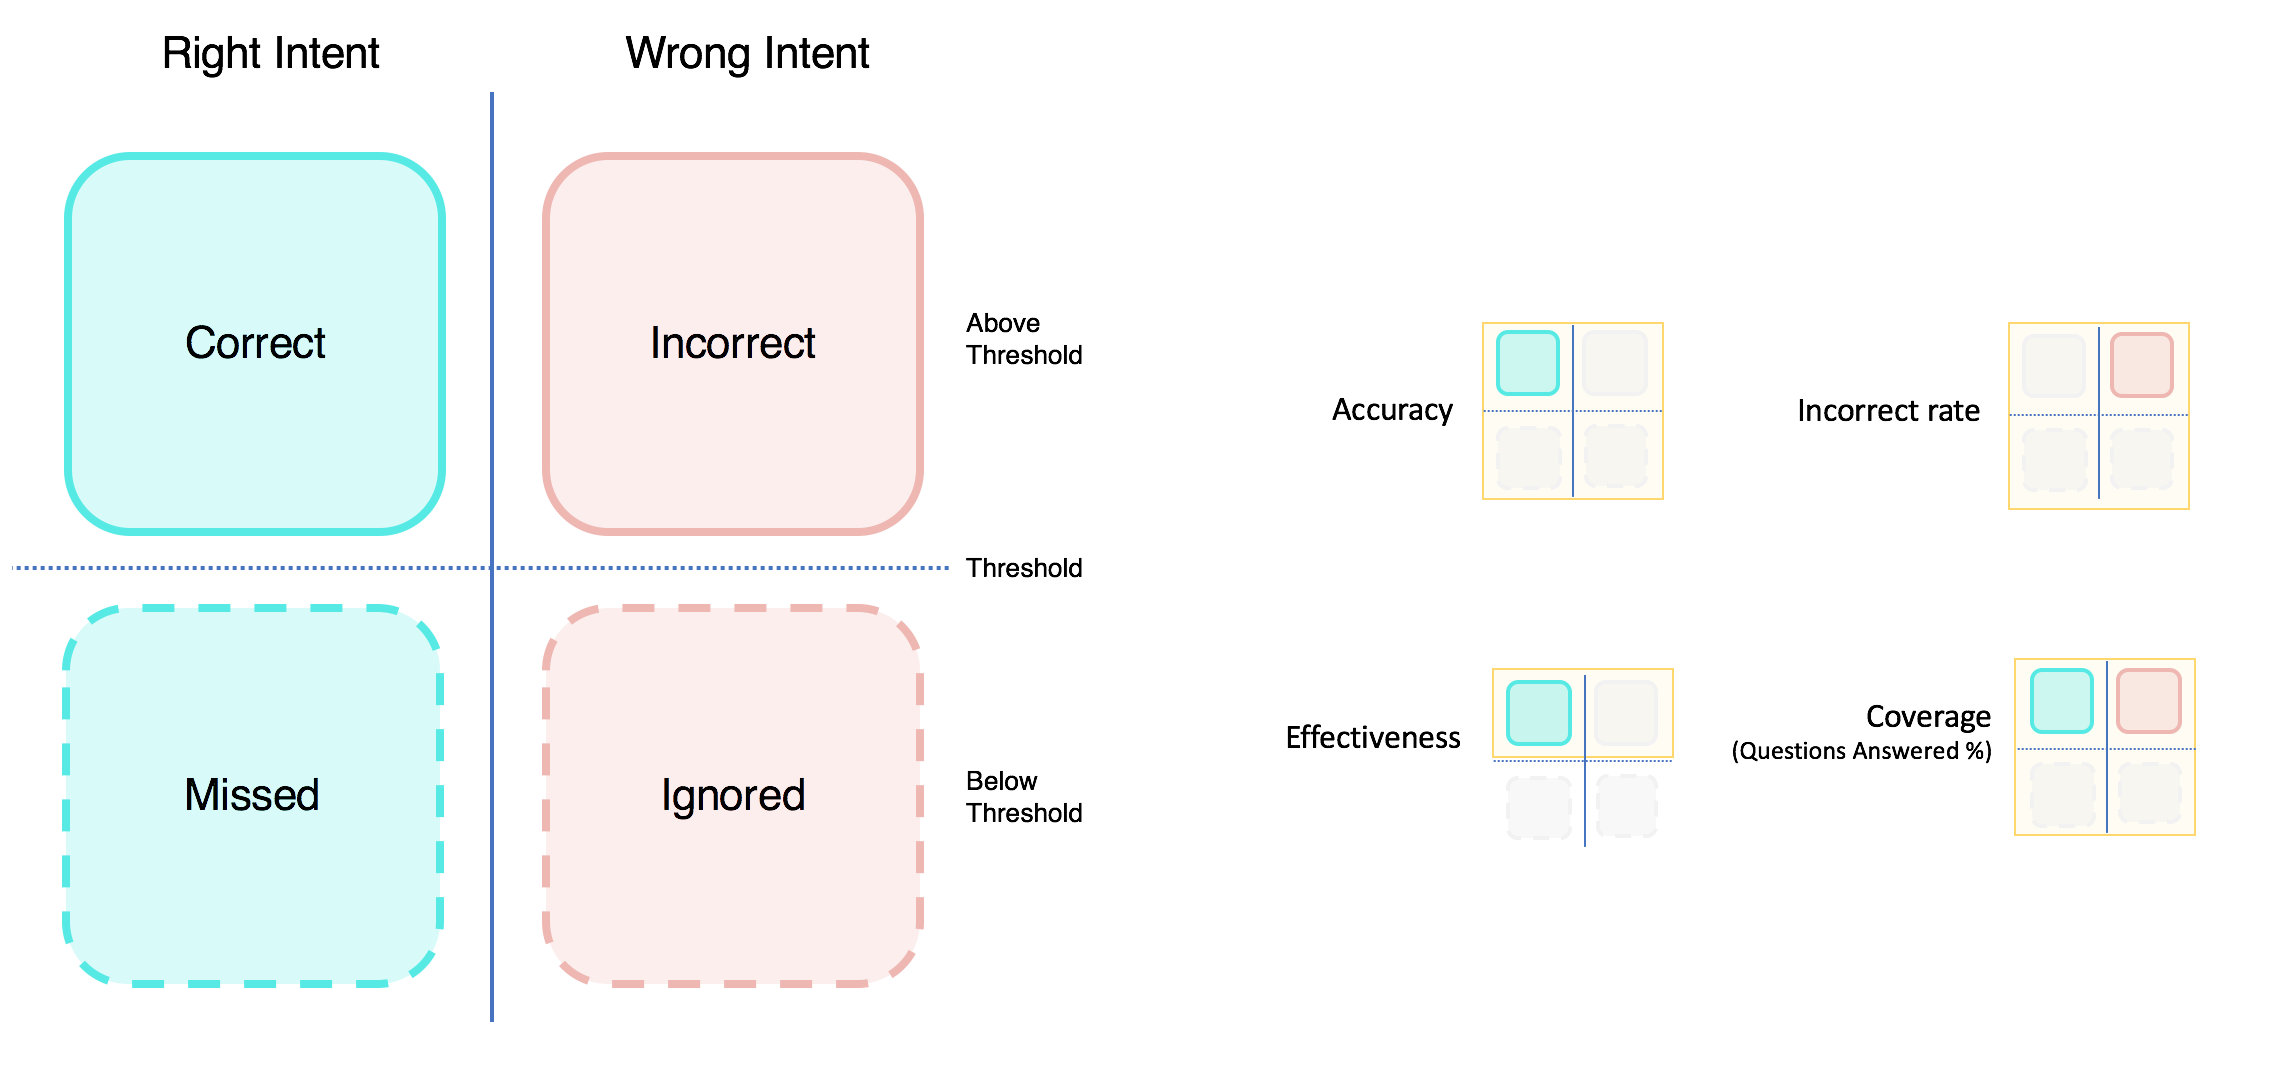 Right Intent
Wrong Intent
Correct
Incorrect
Above
Threshold
Threshold
Missed
Ignored
Below
Threshold
Accuracy
Incorrect rate
Effectiveness
Coverage
(Questions Answered %)